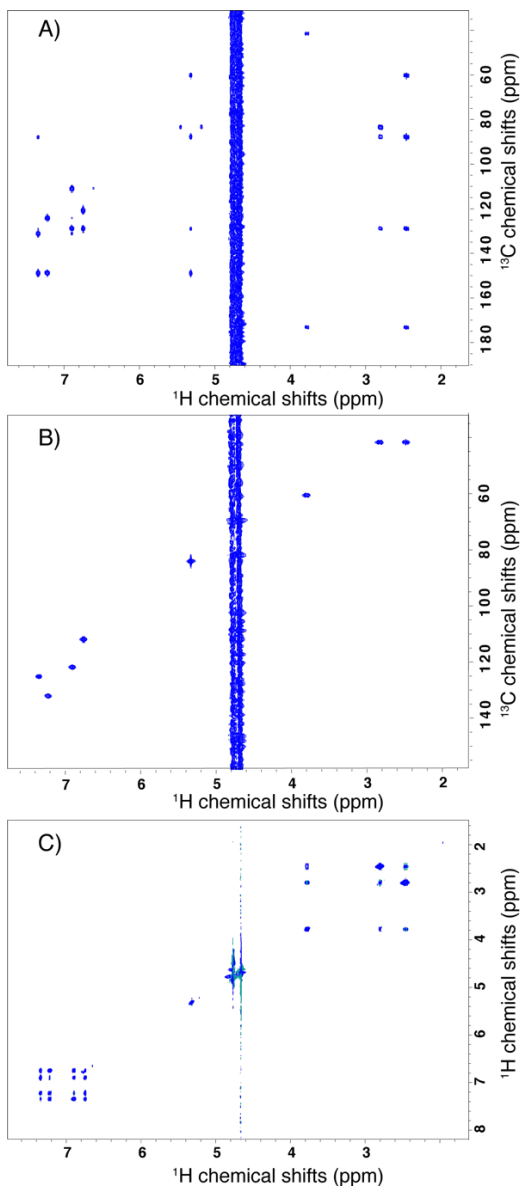 A)
60
80
100
120
140
160
180
¹³C chemical shifts (ppm)
7 6 5 4 3 2
¹H chemical shifts (ppm)
B)
60
80
100
120
140
¹³C chemical shifts (ppm)
7 6 5 4 3 2
¹H chemical shifts (ppm)
C)
2
3
4
5
6
7
8
¹H chemical shifts (ppm)
7 6 5 4 3 2
¹H chemical shifts (ppm)